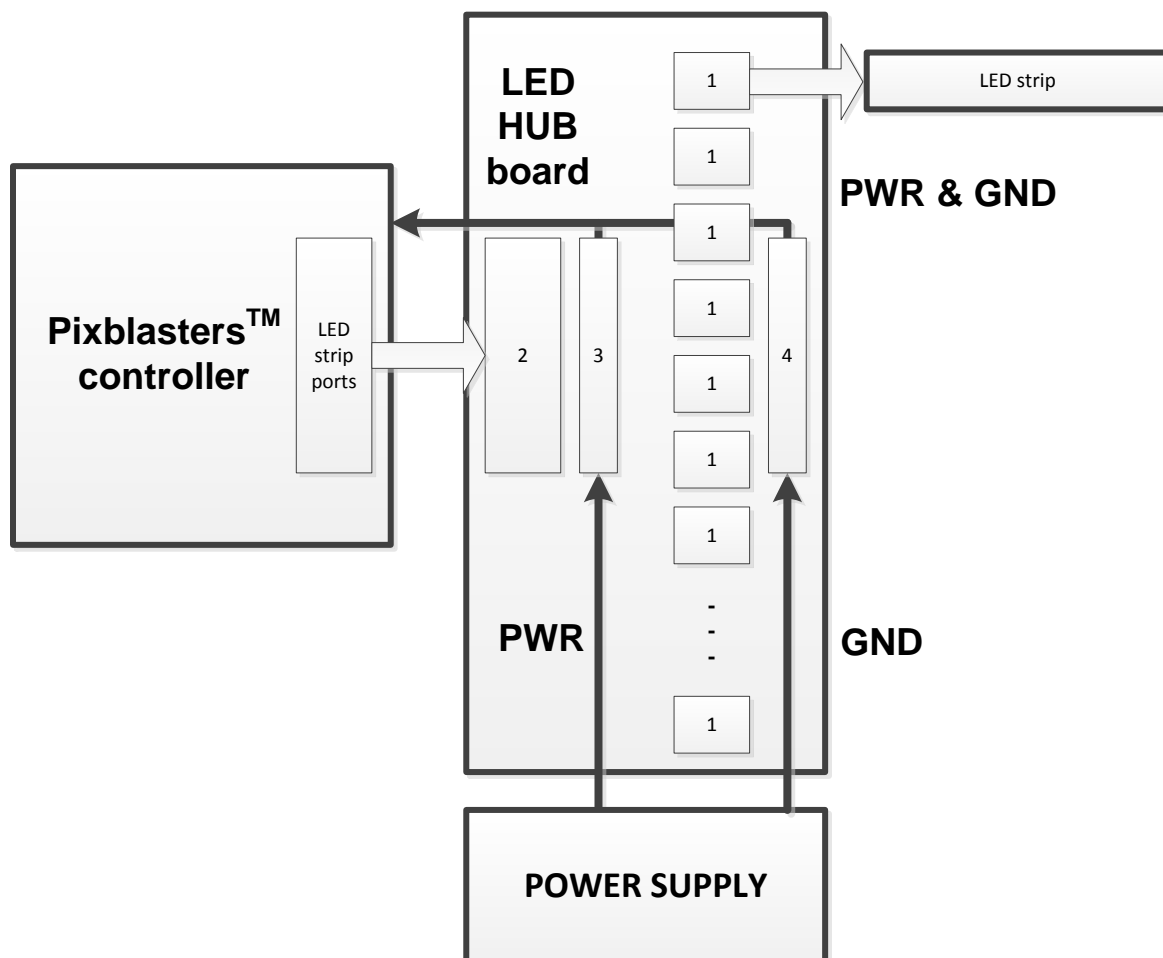 LED
HUB
board
1
LED strip
1
PWR & GND
1
Pixblasters™
controller
LED
strip
ports
2
3
1
4
1
1
1
-
-
-
PWR
GND
1
POWER SUPPLY